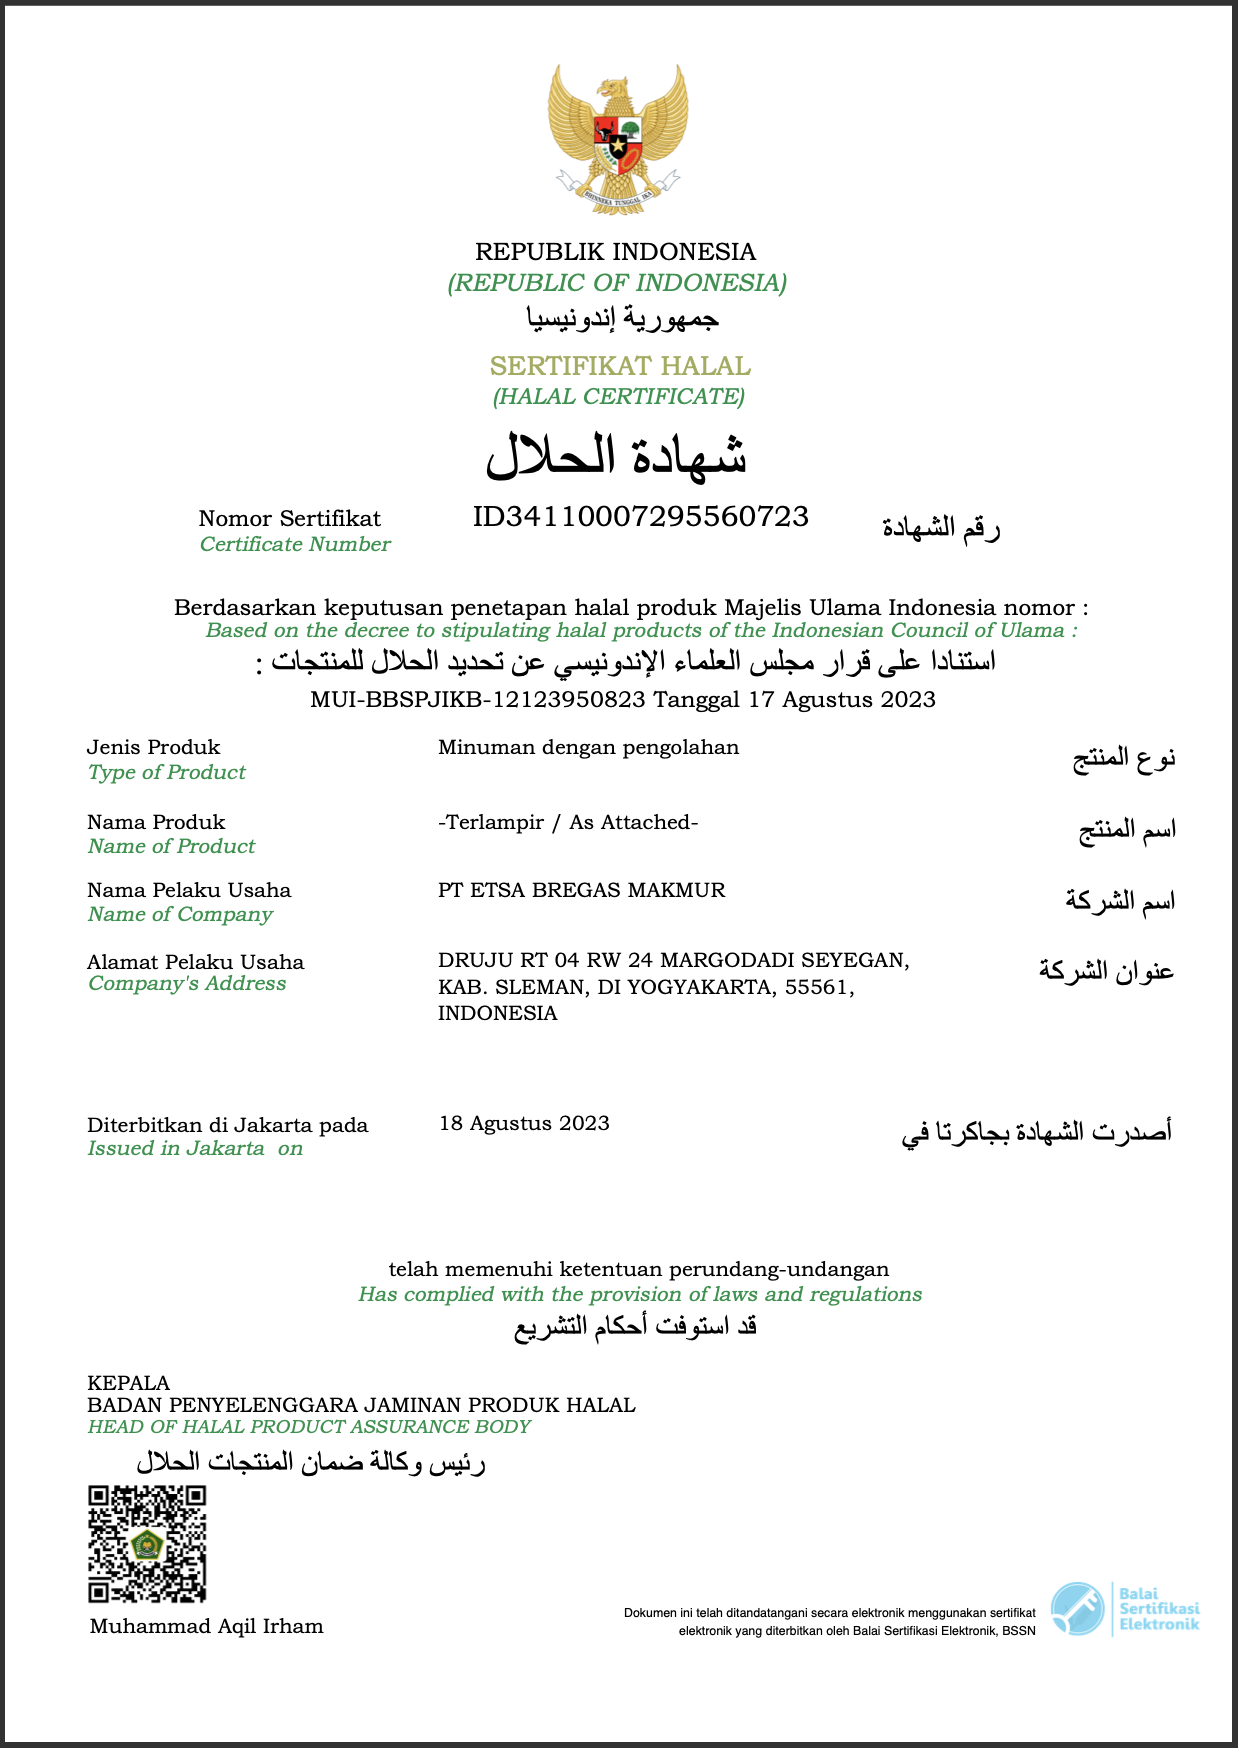 BHINNEKA TUNGGAL IKA
REPUBLIK INDONESIA
(REPUBLIC OF INDONESIA)
جمهورية إندونيسيا
SERTIFIKAT HALAL
(HALAL CERTIFICATE)
شهادة الحلال
Nomor Sertifikat ID34110007295560723 رقم الشهادة
Certificate Number
Berdasarkan keputusan penetapan halal produk Majelis Ulama Indonesia nomor :
Based on the decree to stipulating halal products of the Indonesian Council of Ulama :
استنادا على قرار مجلس العلماء الإندونيسي عن تحديد الحلال للمنتجات :
MUI-BBSPJIKB-12123950823 Tanggal 17 Agustus 2023
Jenis Produk Minuman dengan pengolahan نوع المنتج
Type of Product
Nama Produk -Terlampir / As Attached- اسم المنتج
Name of Product
Nama Pelaku Usaha PT ETSA BREGAS MAKMUR اسم الشركة
Name of Company
Alamat Pelaku Usaha DRUJU RT 04 RW 24 MARGODADI SEYEGAN, عنوان الشركة
Company's Address KAB. SLEMAN, DI YOGYAKARTA, 55561,
INDONESIA
Diterbitkan di Jakarta pada 18 Agustus 2023 أصدرت الشهادة بجاكرتا في
Issued in Jakarta on
telah memenuhi ketentuan perundang-undangan
Has complied with the provision of laws and regulations
قد استوفت أحكام التشريع
KEPALA
BADAN PENYELENGGARA JAMINAN PRODUK HALAL
HEAD OF HALAL PRODUCT ASSURANCE BODY
رئيس وكالة ضمان المنتجات الحلال
Muhammad Aqil Irham
Dokumen ini telah ditandatangani secara elektronik menggunakan sertifikat
elektronik yang diterbitkan oleh Balai Sertifikasi Elektronik, BSSN
Balai
Sertifikasi
Elektronik